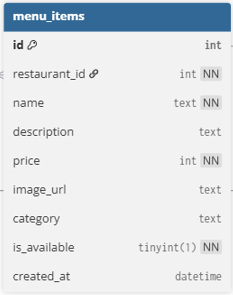 menu_items
id int
restaurant_id int NN
name text NN
description text
price int NN
image_url text
category text
is_available tinyint(1) NN
created_at datetime